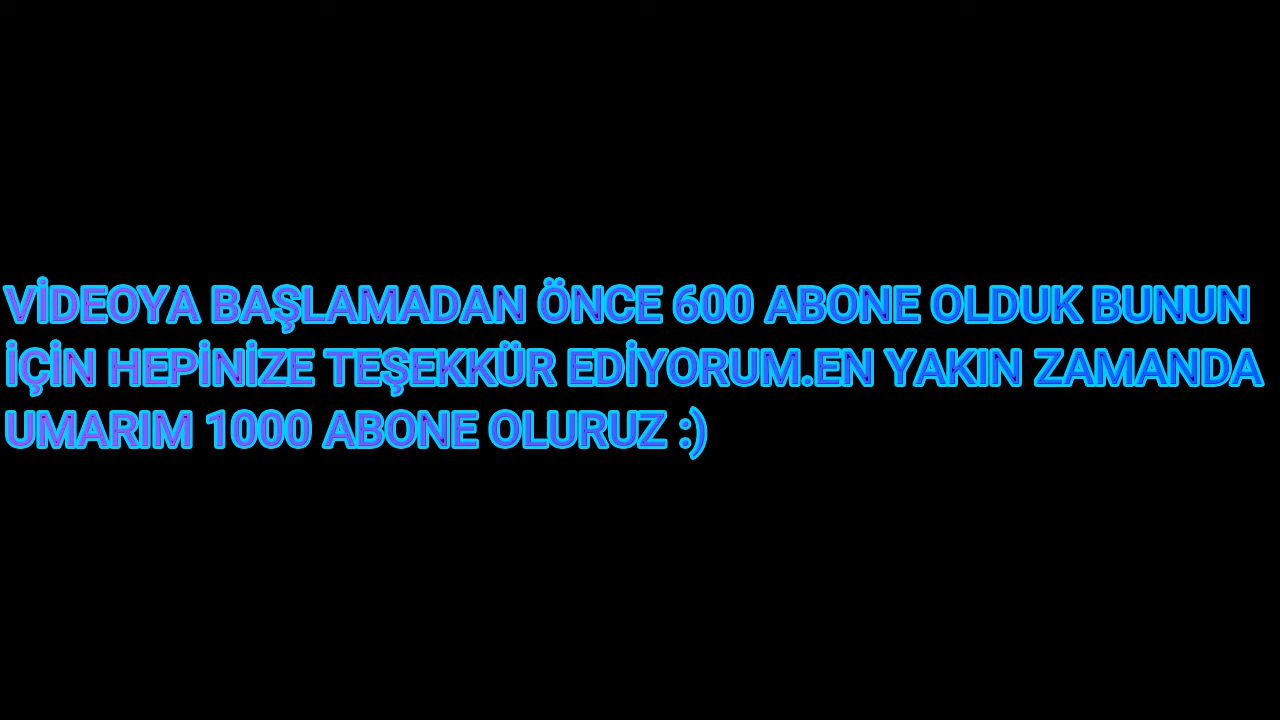 VİDEOYA BAŞLAMADAN ÖNCE 600 ABONE OLDUK BUNUN
İÇİN HEPİNİZE TEŞEKKÜR EDİYORUM.EN YAKIN ZAMANDA
UMARIM 1000 ABONE OLURUZ :)